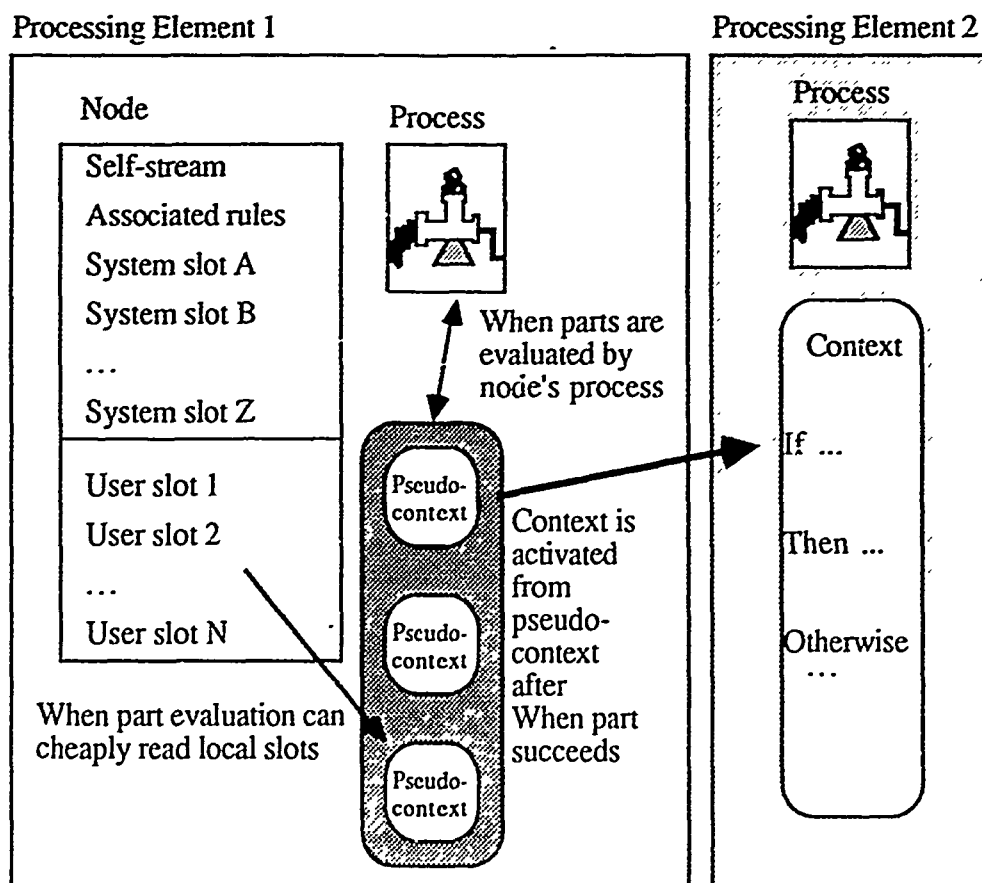 Processing Element 1
Processing Element 2
Node
Self-stream
Associated rules
System slot A
System slot B
...
System slot Z
User slot 1
User slot 2
...
User slot N
When part evaluation can
cheaply read local slots
Process
When parts are
evaluated by
node's process
Pseudo-
context
Pseudo-
context
Pseudo-
context
Context is
activated
from
pseudo-
context
after
When part
succeeds
Process
Context
If ...
Then ...
Otherwise
...